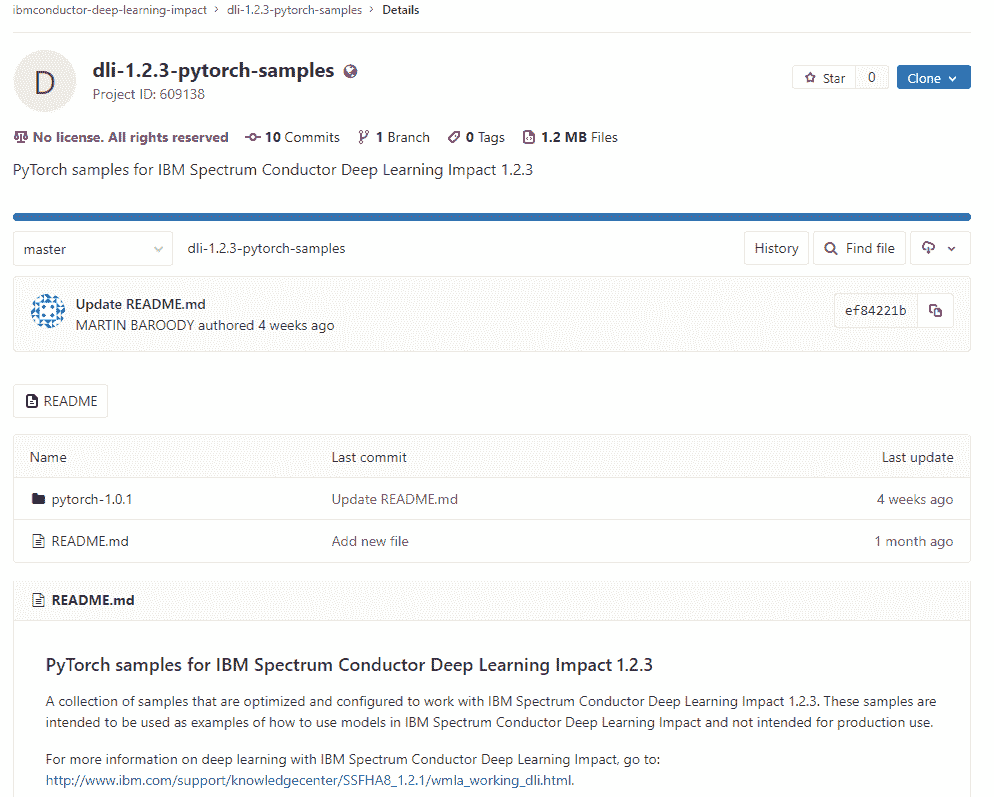 ibmconductor-deep-learning-impact > dli-1.2.3-pytorch-samples > Details
D
dli-1.2.3-pytorch-samples
Project ID: 609138
Star 0 Clone
No license. All rights reserved 10 Commits 1 Branch 0 Tags 1.2 MB Files
PyTorch samples for IBM Spectrum Conductor Deep Learning Impact 1.2.3
master dli-1.2.3-pytorch-samples History Find file
Update README.md
MARTIN BAROODY authored 4 weeks ago
ef84221b
README
Name Last commit Last update
pytorch-1.0.1 Update README.md 4 weeks ago
README.md Add new file 1 month ago
README.md
PyTorch samples for IBM Spectrum Conductor Deep Learning Impact 1.2.3
A collection of samples that are optimized and configured to work with IBM Spectrum Conductor Deep Learning Impact 1.2.3. These samples are
intended to be used as examples of how to use models in IBM Spectrum Conductor Deep Learning Impact and not intended for production use.
For more information on deep learning with IBM Spectrum Conductor Deep Learning Impact, go to:
http://www.ibm.com/support/knowledgecenter/SSFHA8_1.2.1/wmla_working_dli.html.